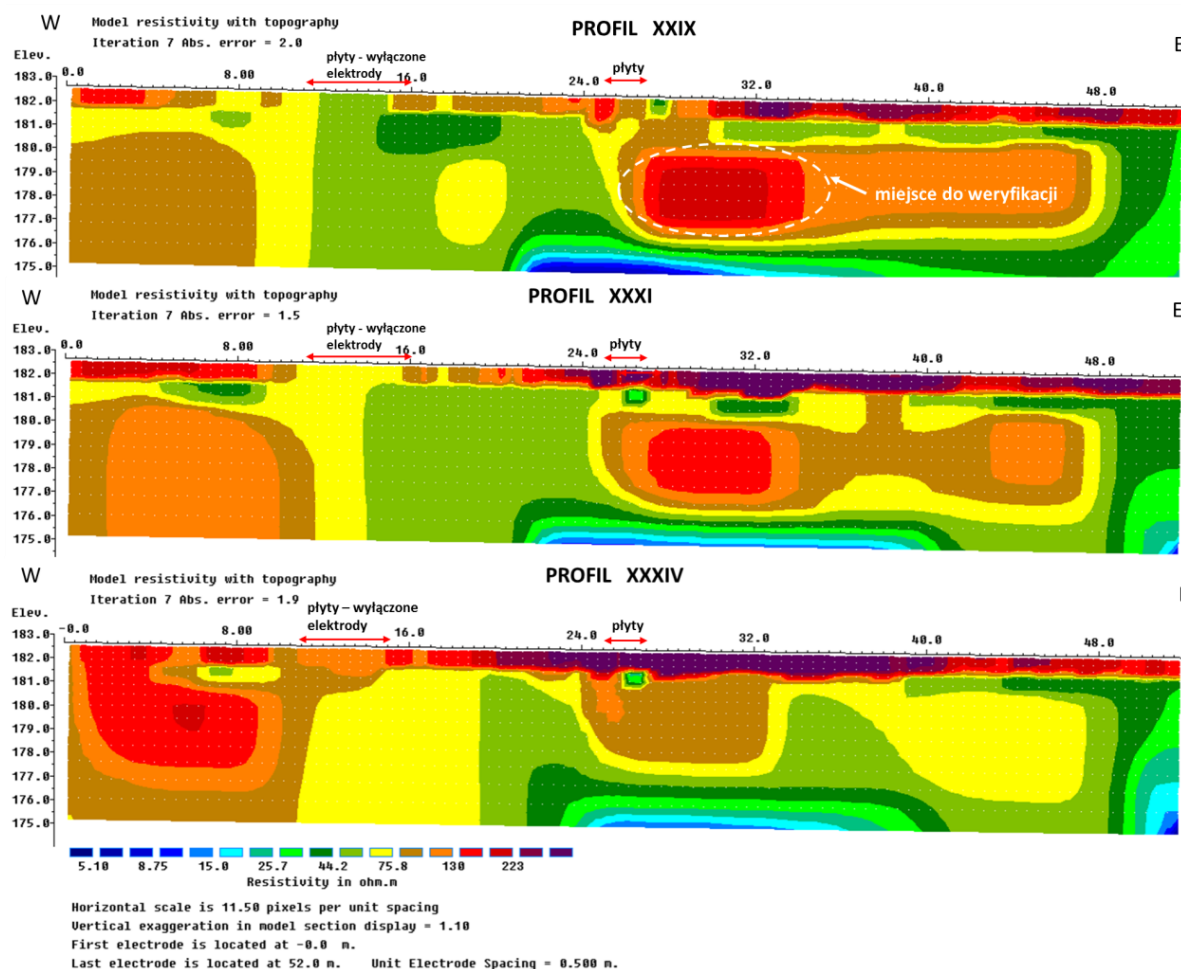 W
Model resistivity with topography
PROFIL XXIX
Iteration 7 Abs. error = 2.0
E
Elev.
płyty - wyłączone
elektrody
płyty
0.0 8.00 16.0 24.0 32.0 40.0 48.0
183.0
182.0
181.0
180.0
179.0
178.0
177.0
176.0
175.0
miejsce do weryfikacji
W
Model resistivity with topography
PROFIL XXXI
Iteration 7 Abs. error = 1.5
E
Elev.
płyty - wyłączone
elektrody
płyty
0.0 8.00 16.0 24.0 32.0 40.0 48.0
183.0
182.0
181.0
180.0
179.0
178.0
177.0
176.0
175.0
W
Model resistivity with topography
PROFIL XXXIV
Iteration 7 Abs. error = 1.9
Elev.
płyty – wyłączone
elektrody
płyty
-0.0 8.00 16.0 24.0 32.0 40.0 48.0
183.0
182.0
181.0
180.0
179.0
178.0
177.0
176.0
175.0
5.10 8.75 15.0 25.7 44.2 75.8 130 223
Resistivity in ohm.m
Horizontal scale is 11.50 pixels per unit spacing
Vertical exaggeration in model section display = 1.10
First electrode is located at -0.0 m.
Last electrode is located at 52.0 m. Unit Electrode Spacing = 0.500 m.